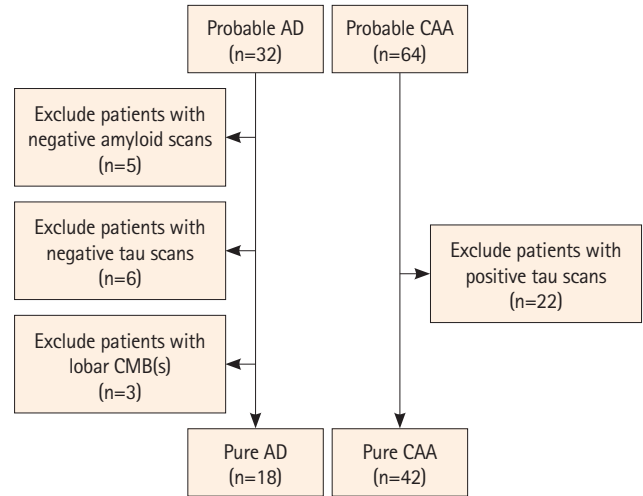 Probable AD
(n=32)
Probable CAA
(n=64)
Exclude patients with
negative amyloid scans
(n=5)
Exclude patients with
negative tau scans
(n=6)
Exclude patients with
positive tau scans
(n=22)
Exclude patients with
lobar CMB(s)
(n=3)
Pure AD
(n=18)
Pure CAA
(n=42)